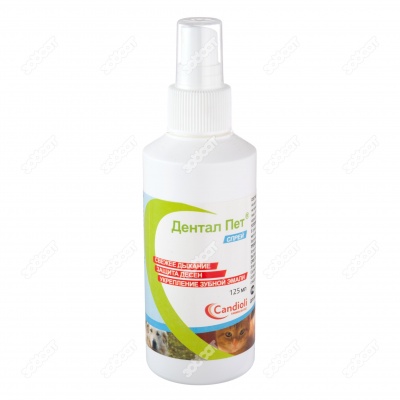 Дентал Пет®
СПРЕЙ
СВЕЖЕЕ ДЫХАНИЕ
ЗАЩИТА ДЕСЕН
УКРЕПЛЕНИЕ ЗУБНОЙ ЭМАЛИ
125 мл
Candioli